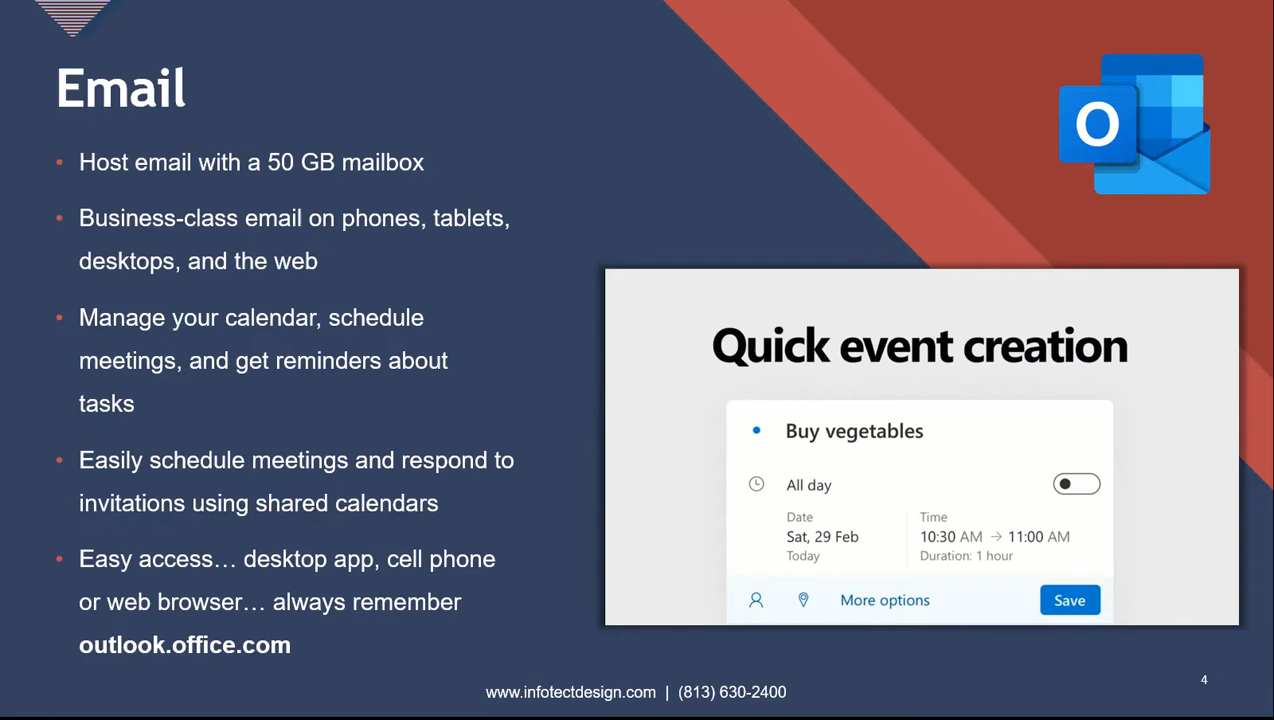 Email
• Host email with a 50 GB mailbox
• Business-class email on phones, tablets,
desktops, and the web
• Manage your calendar, schedule
meetings, and get reminders about
tasks
• Easily schedule meetings and respond to
invitations using shared calendars
• Easy access… desktop app, cell phone
or web browser… always remember
outlook.office.com
O
Quick event creation
Buy vegetables
All day
Date
Sat, 29 Feb
Today
Time
10:30 AM → 11:00 AM
Duration: 1 hour
More options
Save
www.infotectdesign.com | (813) 630-2400
4